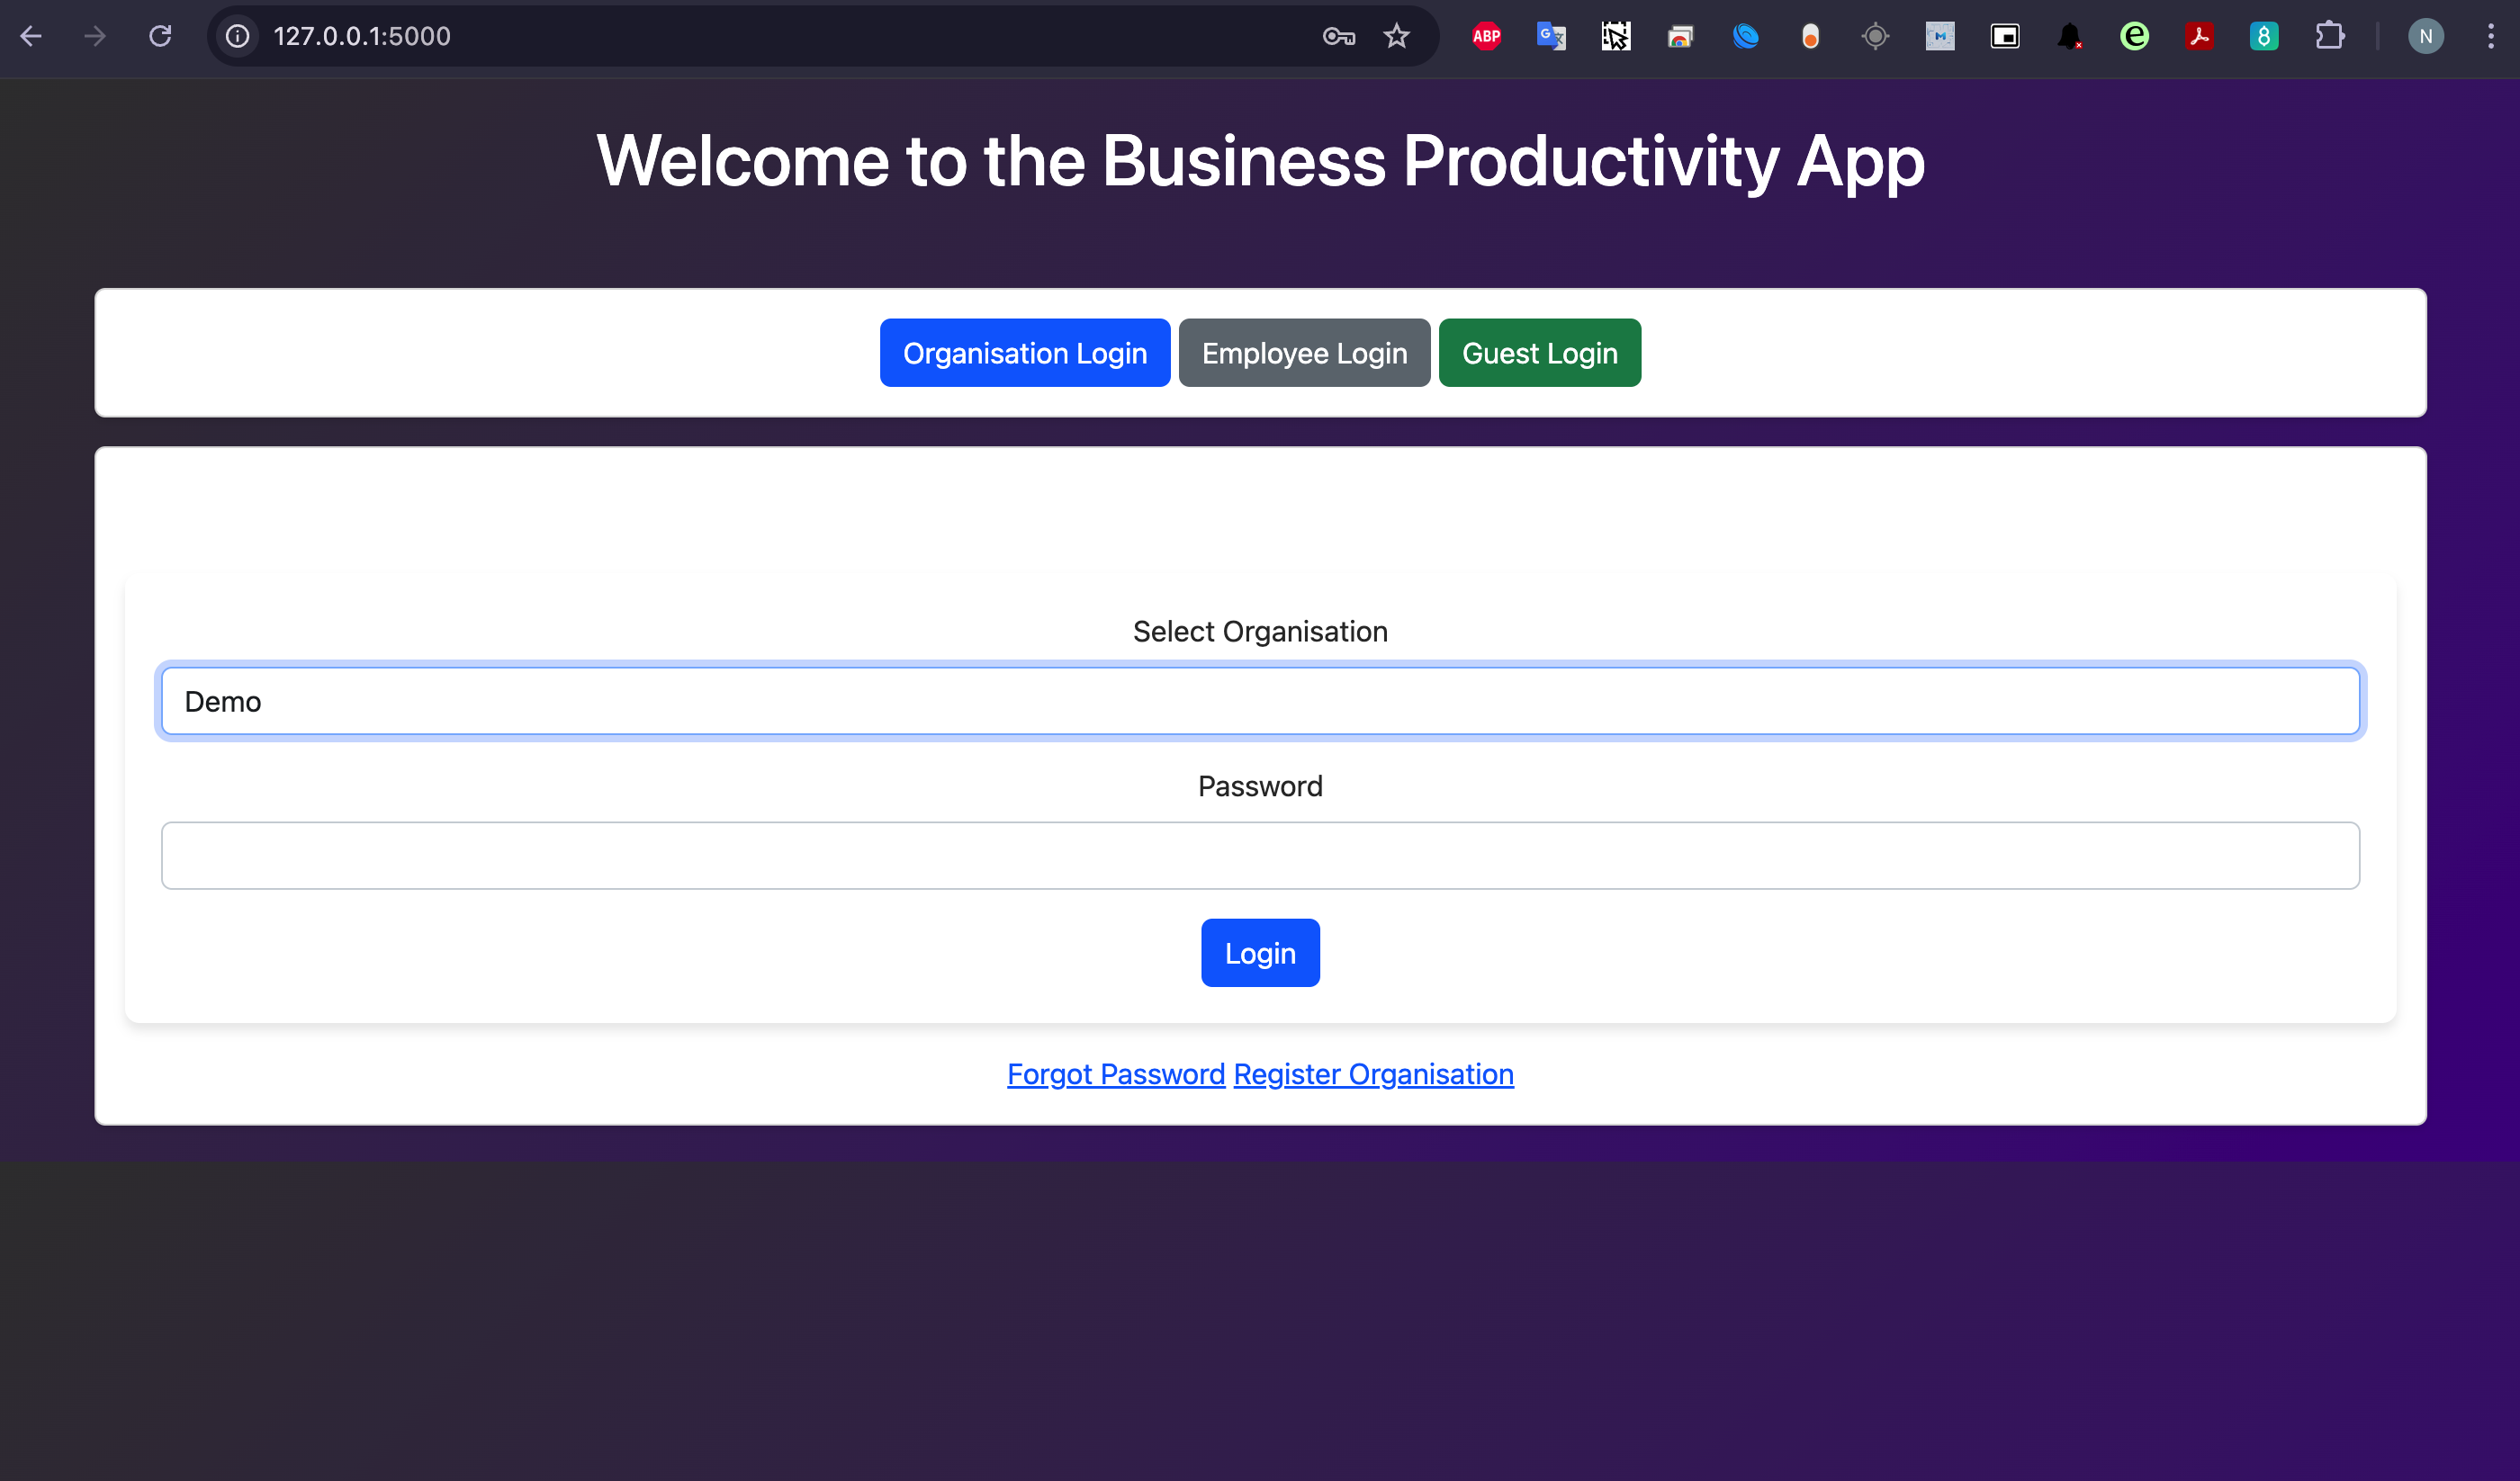 127.0.0.1:5000
ABP
G
M
e
8
N
Welcome to the Business Productivity App
Organisation Login Employee Login Guest Login
Select Organisation
Demo
Password
Login
Forgot Password Register Organisation